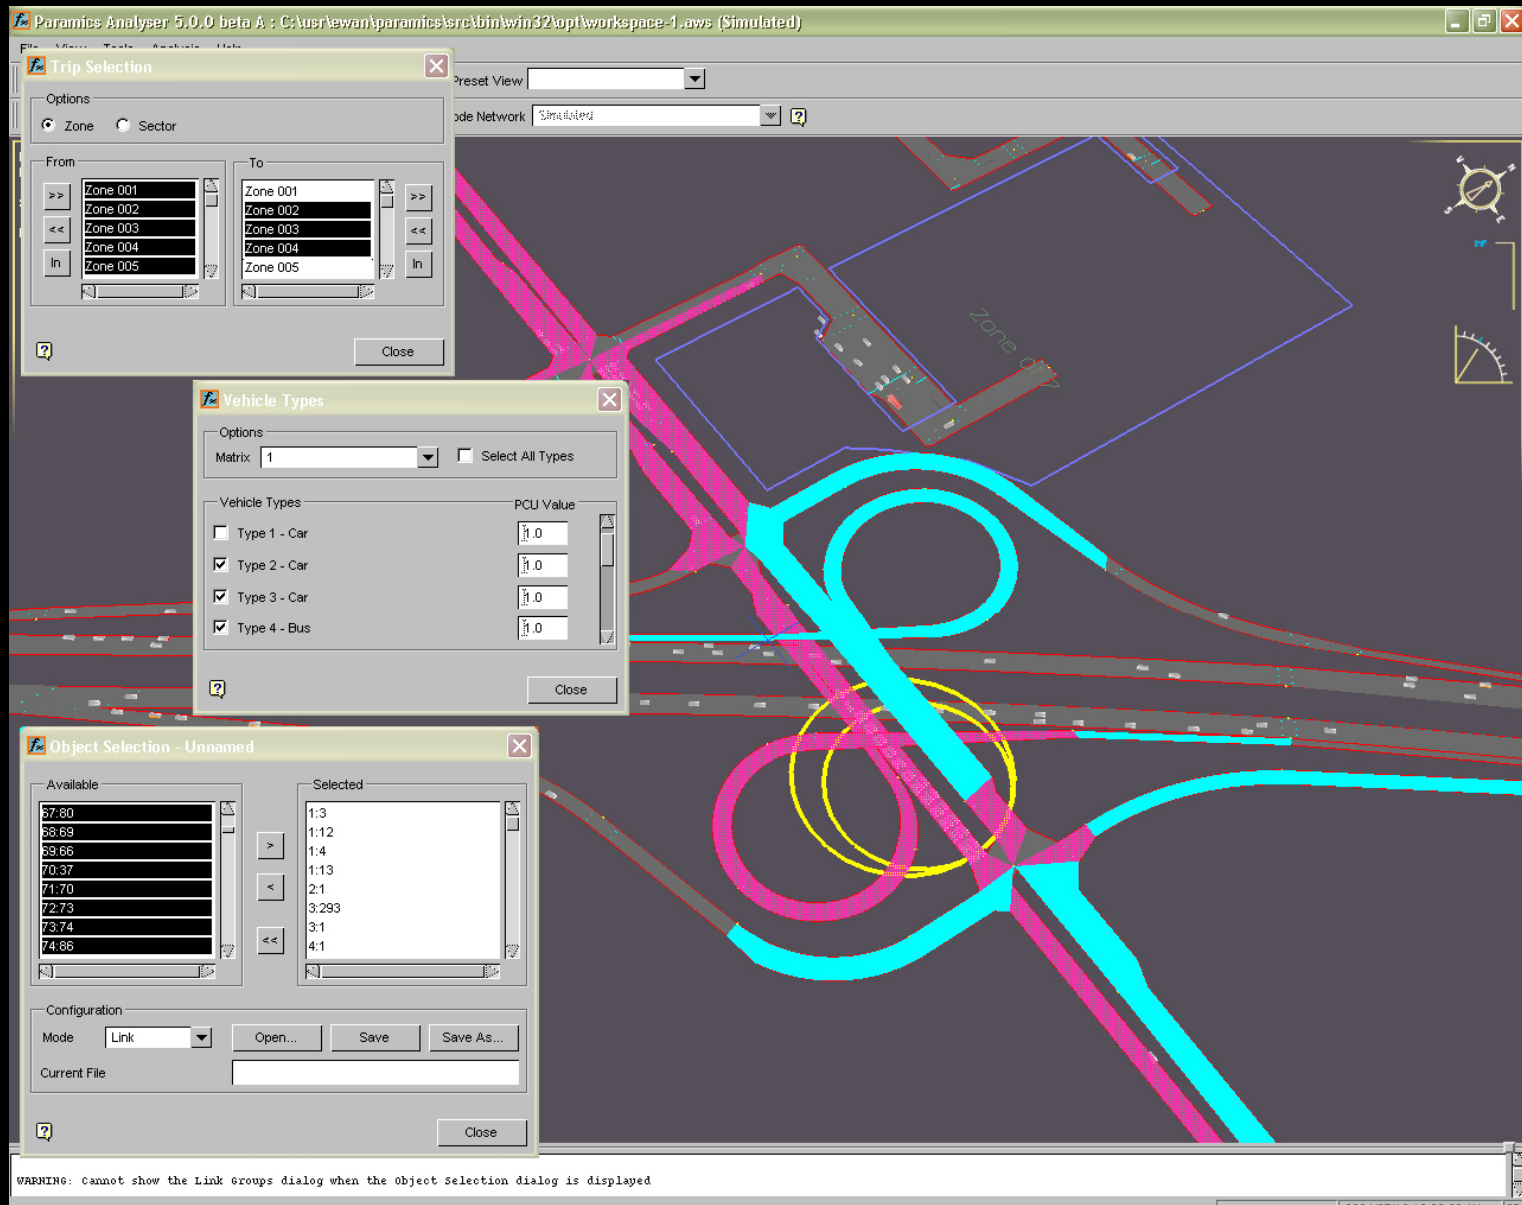 Paramics Analyser 5.0.0 beta A : C:\usr\ewan\paramics\src\bin\win32\opt\workspace-1.aws (Simulated)
File View Tools Analysis Help
Trip Selection
Preset View
Options
Zone Sector
ode Network Simulated
From To
>> Zone 001 Zone 001 >>
Zone 002 Zone 002
<< Zone 003 Zone 003 <<
Zone 004 Zone 004
In Zone 005 Zone 005 In
Close
Zone
Vehicle Types
Options
Matrix 1 Select All Types
Vehicle Types PCU Value
Type 1 - Car 1.0
Type 2 - Car 1.0
Type 3 - Car 1.0
Type 4 - Bus 1.0
Close
Object Selection - Unnamed
Available Selected
67:80 1:3
68:69 1:12
69:66 1:4
70:37 1:13
71:70 2:1
72:73 3:293
73:74 3:1
74:86 4:1
>
<
<<
Configuration
Mode Link Open... Save Save As...
Current File
Close
WARNING: Cannot show the Link Groups dialog when the Object Selection dialog is displayed